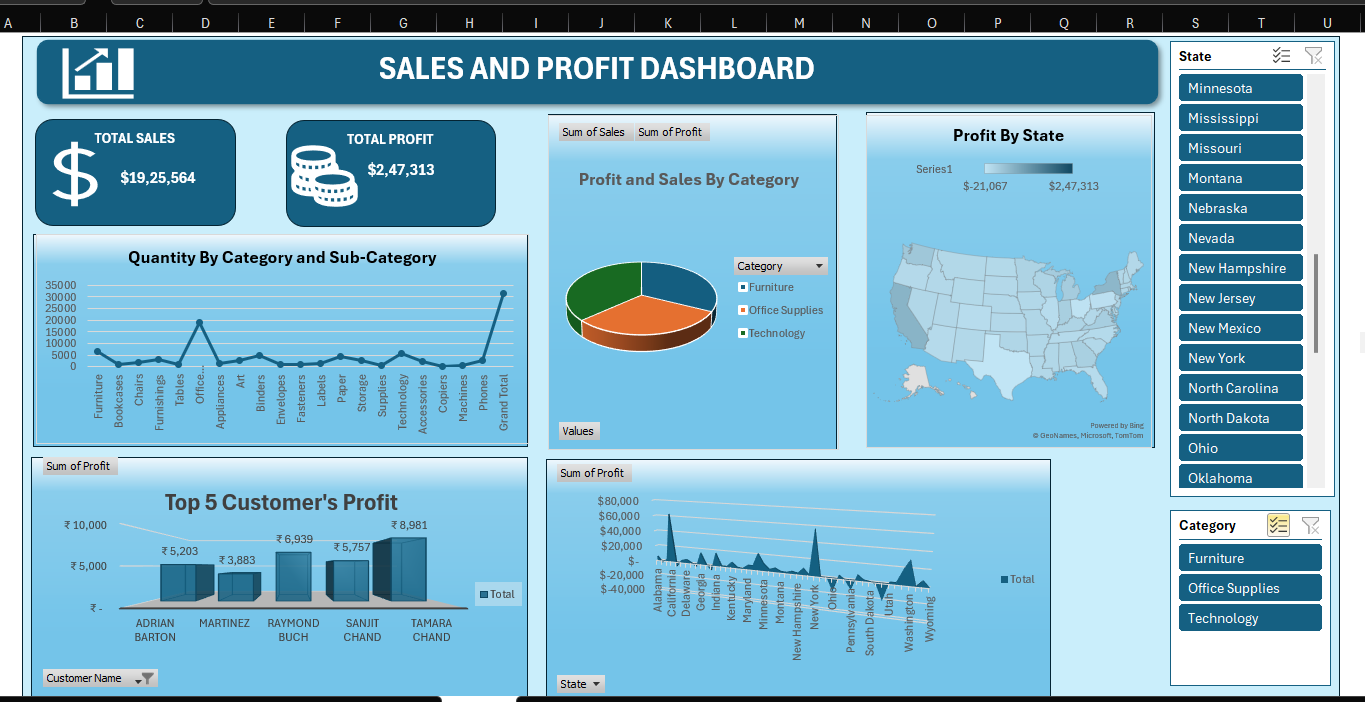 A B C D E F G H I J K L M N O P Q R S T U
SALES AND PROFIT DASHBOARD
TOTAL SALES
$19,25,564
TOTAL PROFIT
$2,47,313
Sum of Sales Sum of Profit
Profit and Sales By Category
Category
Furniture
Office Supplies
Technology
Values
Profit By State
Series1
$-21,067 $2,47,313
Powered by Bing
© GeoNames, Microsoft, TomTom
Quantity By Category and Sub-Category
35000
30000
25000
20000
15000
10000
5000
0
Furniture
Bookcases
Chairs
Furnishings
Tables
Office...
Appliances
Art
Binders
Envelopes
Fasteners
Labels
Paper
Storage
Supplies
Technology
Accessories
Copiers
Machines
Phones
Grand Total
Sum of Profit
Top 5 Customer's Profit
₹ 10,000
₹ 5,000
₹ -
₹ 5,203
₹ 3,883
₹ 6,939
₹ 5,757
₹ 8,981
ADRIAN
BARTON
MARTINEZ
RAYMOND
BUCH
SANJIT
CHAND
TAMARA
CHAND
Total
Customer Name
Sum of Profit
$80,000
$60,000
$40,000
$20,000
$-
$-20,000
$-40,000
Alabama
California
Delaware
Georgia
Indiana
Kentucky
Maryland
Minnesota
Montana
New Hampshire
New York
Ohio
Pennsylvania
South Dakota
Utah
Washington
Wyoming
Total
State
State
Minnesota
Mississippi
Missouri
Montana
Nebraska
Nevada
New Hampshire
New Jersey
New Mexico
New York
North Carolina
North Dakota
Ohio
Oklahoma
Category
Furniture
Office Supplies
Technology